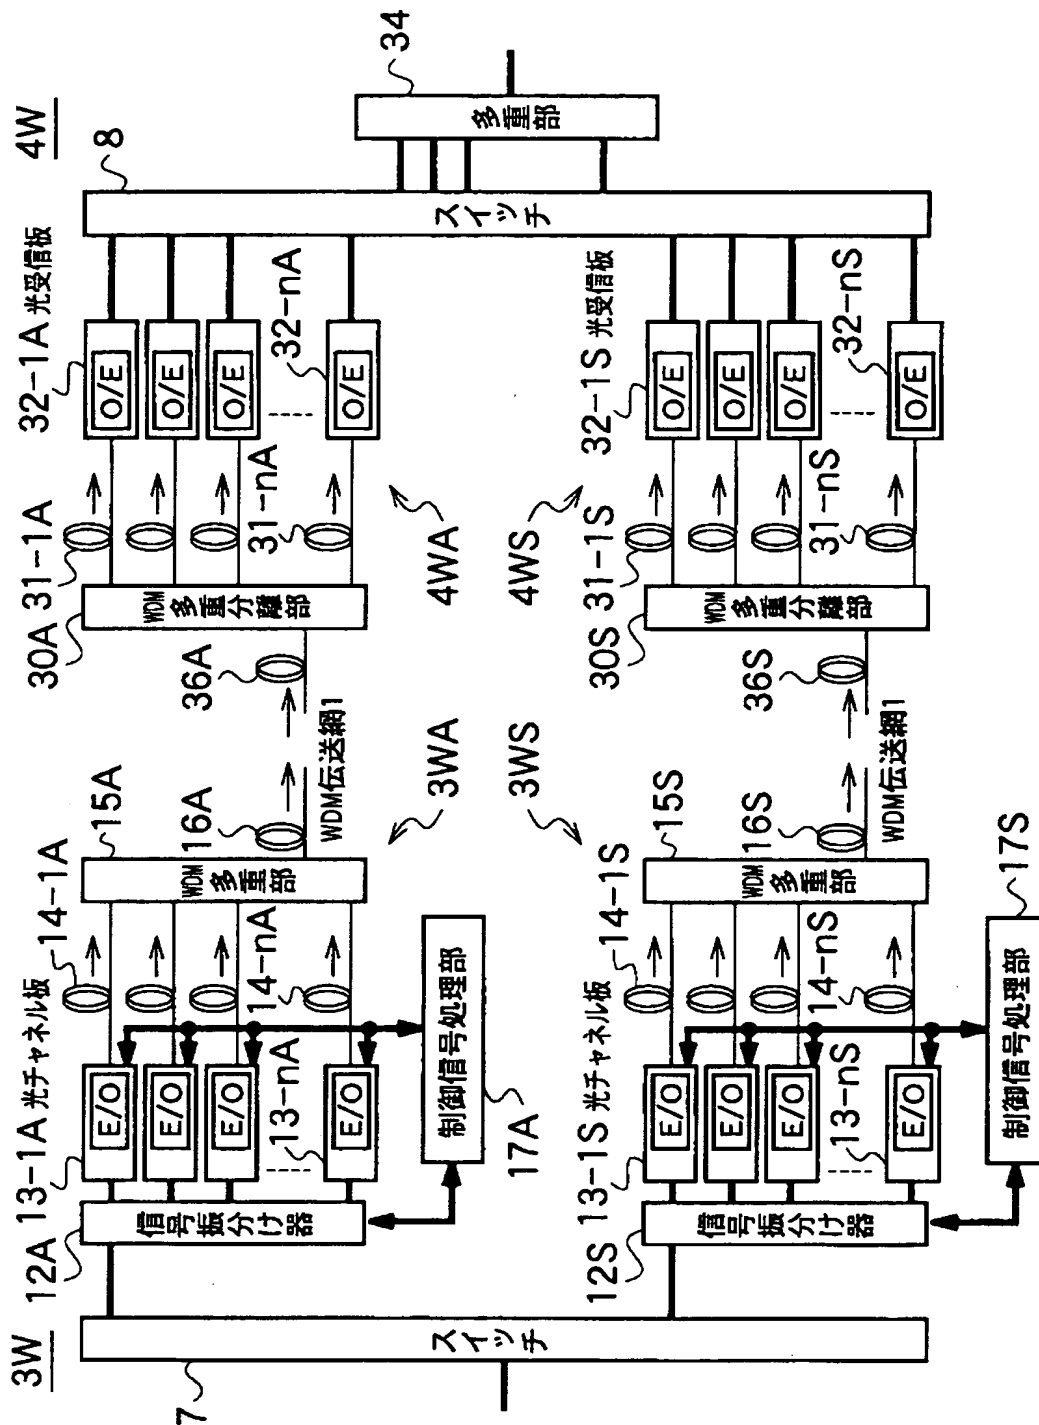 3W
7
スイッチ
12A
信号振分け器
13-1A 光チャネル板
E/O
E/O
E/O
E/O
13-nA
14-1A
14-nA
制御信号処理部
17A
15A
WDM
多重部
16A
WDM伝送網1
36A
3WA
30A
WDM
多重分離部
31-1A
31-nA
4WA
32-1A 光受信板
O/E
O/E
O/E
O/E
32-nA
8
スイッチ
4W
34
多重部
12S
信号振分け器
13-1S 光チャネル板
E/O
E/O
E/O
E/O
13-nS
14-1S
14-nS
制御信号処理部
17S
15S
WDM
多重部
16S
WDM伝送網1
36S
3WS
30S
WDM
多重分離部
31-1S
31-nS
4WS
32-1S 光受信板
O/E
O/E
O/E
O/E
32-nS